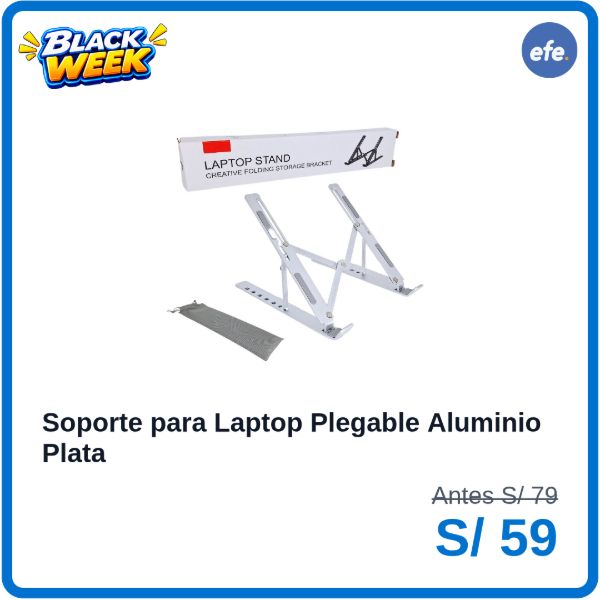 BLACK
WEEK
efe.
LAPTOP STAND
CREATIVE FOLDING STORAGE BRACKET
Soporte para Laptop Plegable Aluminio
Plata
Antes S/ 79
S/ 59